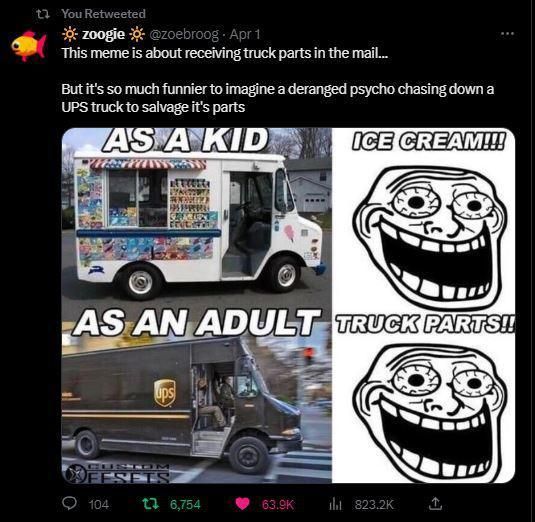 You Retweeted
zoogie @zoebroog · Apr 1
This meme is about receiving truck parts in the mail...
But it's so much funnier to imagine a deranged psycho chasing down a
UPS truck to salvage it's parts
AS A KID
ICE CREAM!!!
AS AN ADULT
TRUCK PARTS!!
ups
CUSTOM
OFFSETS
104 6,754 63.9K 823.2K